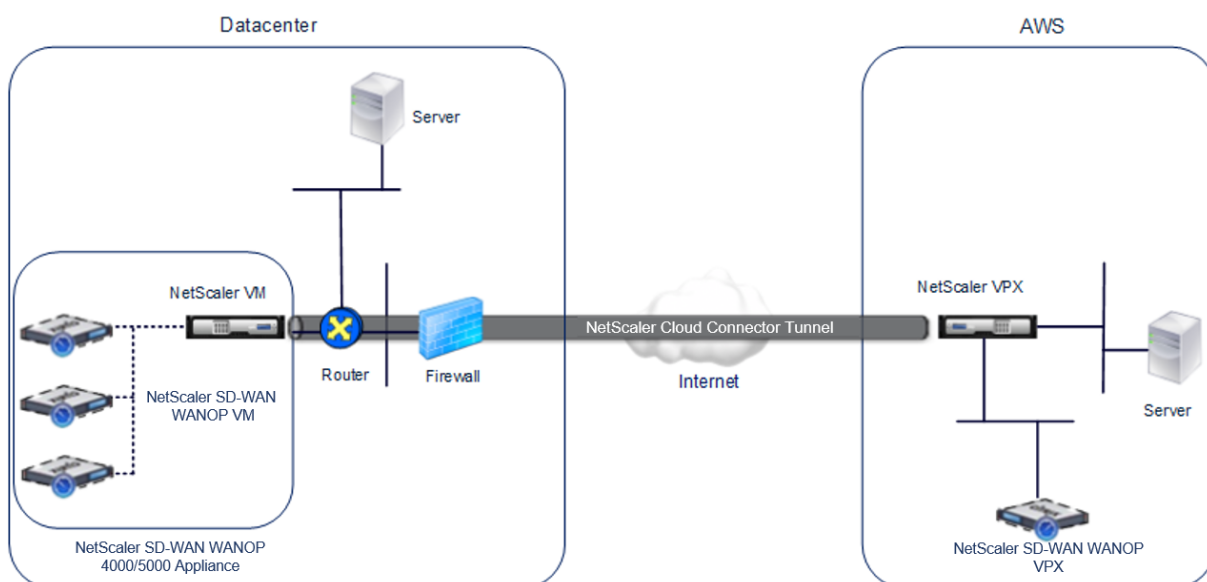 Datacenter
AWS
Server
NetScaler VM
NetScaler VPX
NetScaler Cloud Connector Tunnel
Router
Firewall
Internet
NetScaler SD-WAN
WANOP VM
Server
NetScaler SD-WAN WANOP
4000/5000 Appliance
NetScaler SD-WAN WANOP
VPX